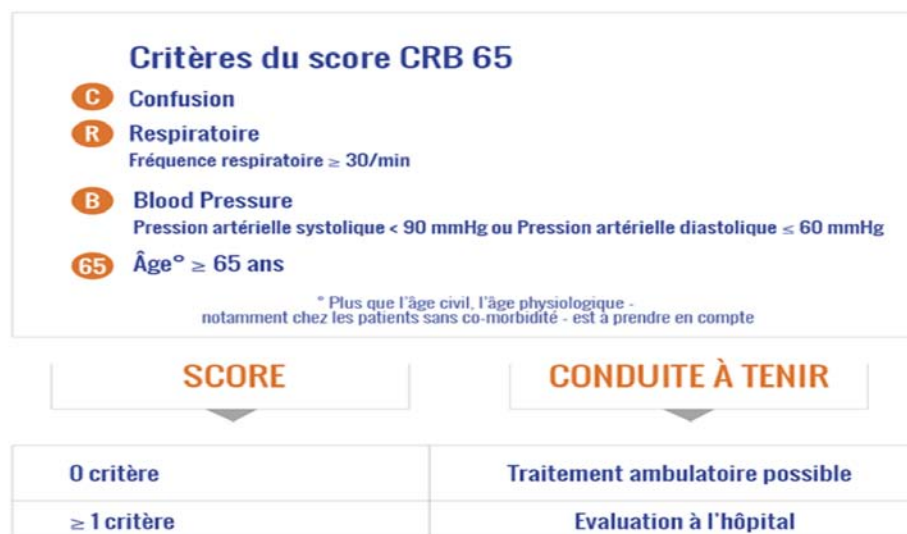 Critères du score CRB 65
C Confusion
R Respiratoire
Fréquence respiratoire ≥ 30/min
B Blood Pressure
Pression artérielle systolique < 90 mmHg ou Pression artérielle diastolique ≤ 60 mmHg
65 Âge° ≥ 65 ans
° Plus que l'âge civil, l'âge physiologique -
notamment chez les patients sans co-morbidité - est à prendre en compte
SCORE CONDUITE À TENIR
0 critère Traitement ambulatoire possible
≥ 1 critère Evaluation à l'hôpital